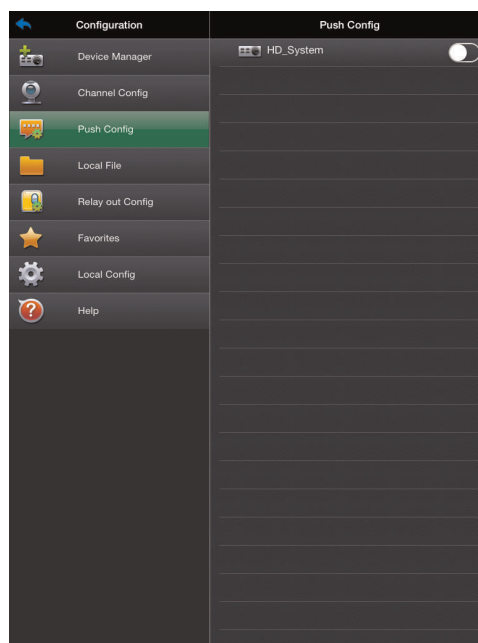 Configuration
Device Manager
Channel Config
Push Config
Local File
Relay out Config
Favorites
Local Config
Help
Push Config
HD_System